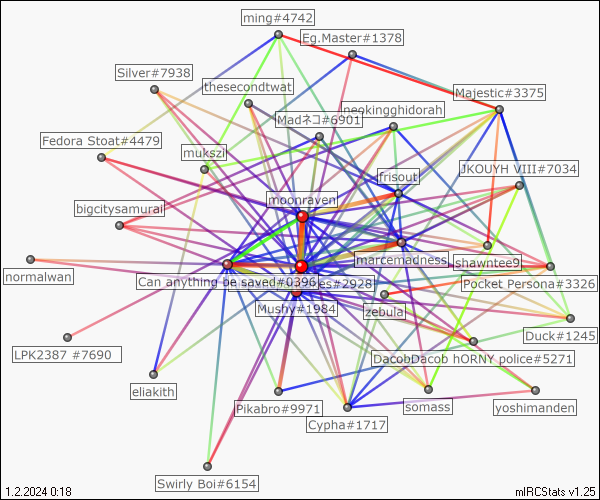 ming#4742
Eg.Master#1378
Silver#7938
thesecondtwat
Majestic#3375
neokingghidorah
Madネコ#6901
Fedora Stoat#4479
mukszi
JKOUYH VIII#7034
frisout
moonraven
bigcitysamurai
marcemadness
Shawntee9
normalwan
Can anything be saved#0396
es#2928
Pocket Persona#3326
Mushy#1984
zebula
Duck#1245
LPK2387 #7690
DacobDacob hORNY police#5271
eliakith
Pikabro#9971
somass
yoshimanden
Cypha#1717
Swirly Boi#6154
1.2.2024 0:18
mIRCStats v1.25